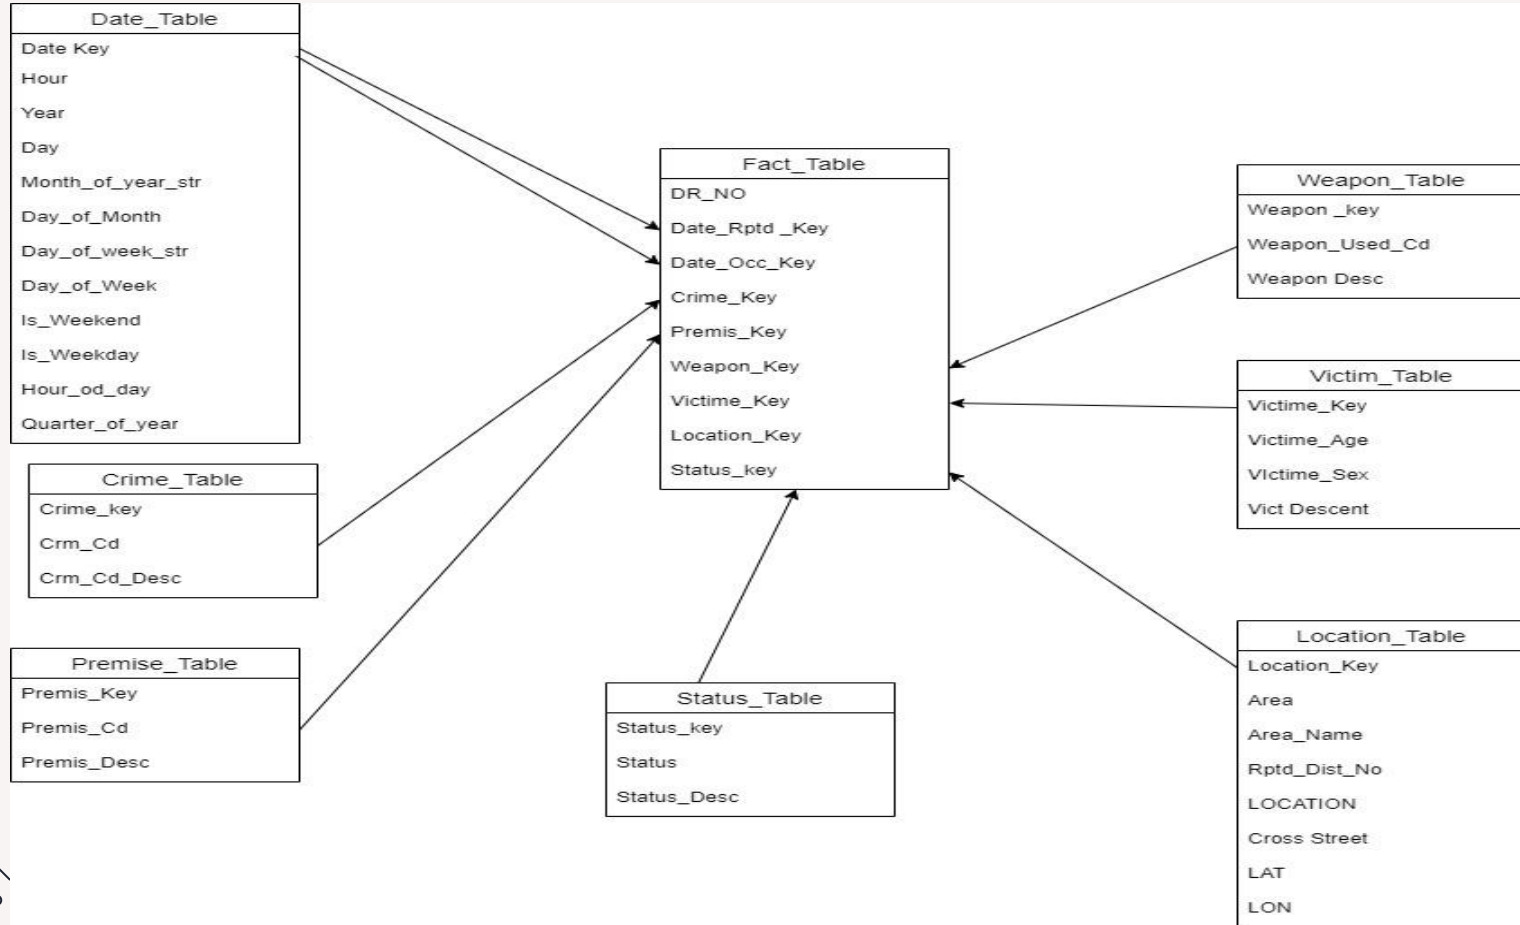 Date_Table
Date Key
Hour
Year
Day
Month_of_year_str
Day_of_Month
Day_of_week_str
Day_of_Week
Is_Weekend
Is_Weekday
Hour_od_day
Quarter_of_year
Crime_Table
Crime_key
Crm_Cd
Crm_Cd_Desc
Premise_Table
Premis_Key
Premis_Cd
Premis_Desc
Fact_Table
DR_NO
Date_Rptd _Key
Date_Occ_Key
Crime_Key
Premis_Key
Weapon_Key
Victime_Key
Location_Key
Status_key
Status_Table
Status_key
Status
Status_Desc
Weapon_Table
Weapon _key
Weapon_Used_Cd
Weapon Desc
Victim_Table
Victime_Key
Victime_Age
VIctime_Sex
Vict Descent
Location_Table
Location_Key
Area
Area_Name
Rptd_Dist_No
LOCATION
Cross Street
LAT
LON